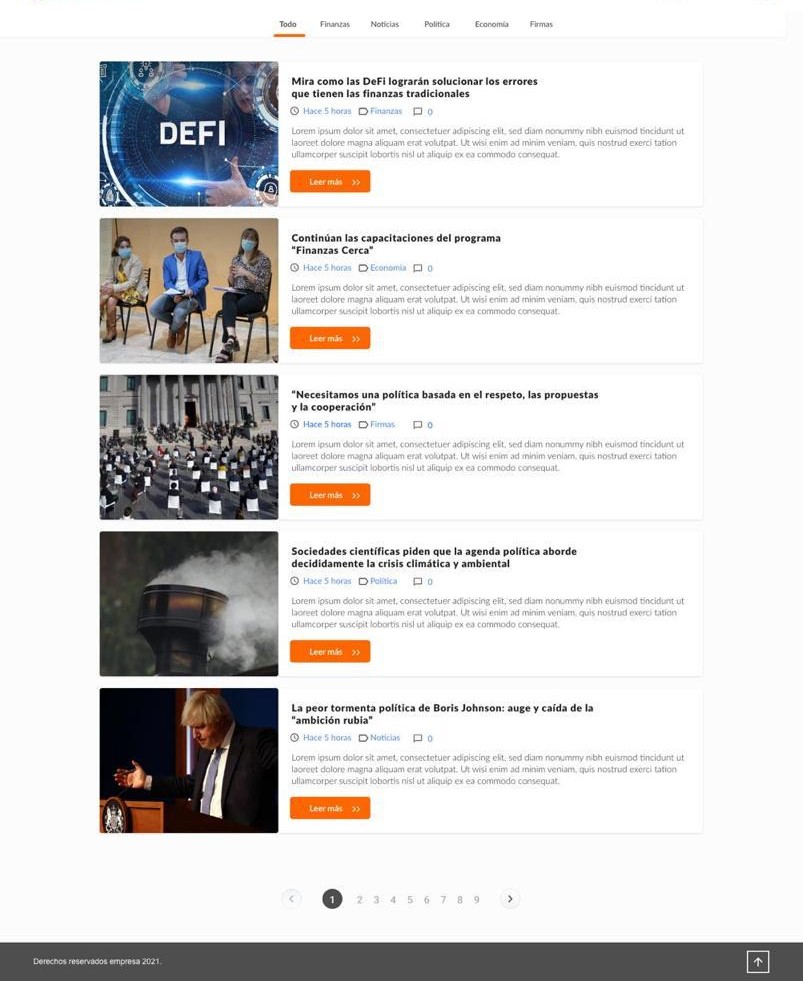 Todo Finanzas Noticias Política Economía Firmas
DEFI
Mira como las DeFi lograrán solucionar los errores
que tienen las finanzas tradicionales
Hace 5 horas Finanzas 0
Lorem ipsum dolor sit amet, consectetuer adipiscing elit, sed diam nonummy nibh euismod tincidunt ut
laoreet dolore magna aliquam erat volutpat. Ut wisi enim ad minim veniam, quis nostrud exerci tation
ullamcorper suscipit lobortis nisl ut aliquip ex ea commodo consequat.
Leer más >>
Continúan las capacitaciones del programa
"Finanzas Cerca"
Hace 5 horas Economía 0
Lorem ipsum dolor sit amet, consectetuer adipiscing elit, sed diam nonummy nibh euismod tincidunt ut
laoreet dolore magna aliquam erat volutpat. Ut wisi enim ad minim veniam, quis nostrud exerci tation
ullamcorper suscipit lobortis nisl ut aliquip ex ea commodo consequat.
Leer más >>
"Necesitamos una política basada en el respeto, las propuestas
y la cooperación"
Hace 5 horas Firmas 0
Lorem ipsum dolor sit amet, consectetuer adipiscing elit, sed diam nonummy nibh euismod tincidunt ut
laoreet dolore magna aliquam erat volutpat. Ut wisi enim ad minim veniam, quis nostrud exerci tation
ullamcorper suscipit lobortis nisl ut aliquip ex ea commodo consequat.
Leer más >>
Sociedades científicas piden que la agenda política aborde
decididamente la crisis climática y ambiental
Hace 5 horas Política 0
Lorem ipsum dolor sit amet, consectetuer adipiscing elit, sed diam nonummy nibh euismod tincidunt ut
laoreet dolore magna aliquam erat volutpat. Ut wisi enim ad minim veniam, quis nostrud exerci tation
ullamcorper suscipit lobortis nisl ut aliquip ex ea commodo consequat.
Leer más >>
La peor tormenta política de Boris Johnson: auge y caída de la
"ambición rubia"
Hace 5 horas Noticias 0
Lorem ipsum dolor sit amet, consectetuer adipiscing elit, sed diam nonummy nibh euismod tincidunt ut
laoreet dolore magna aliquam erat volutpat. Ut wisi enim ad minim veniam, quis nostrud exerci tation
ullamcorper suscipit lobortis nisl ut aliquip ex ea commodo consequat.
Leer más >>
< 1 2 3 4 5 6 7 8 9 >
Derechos reservados empresa 2021.